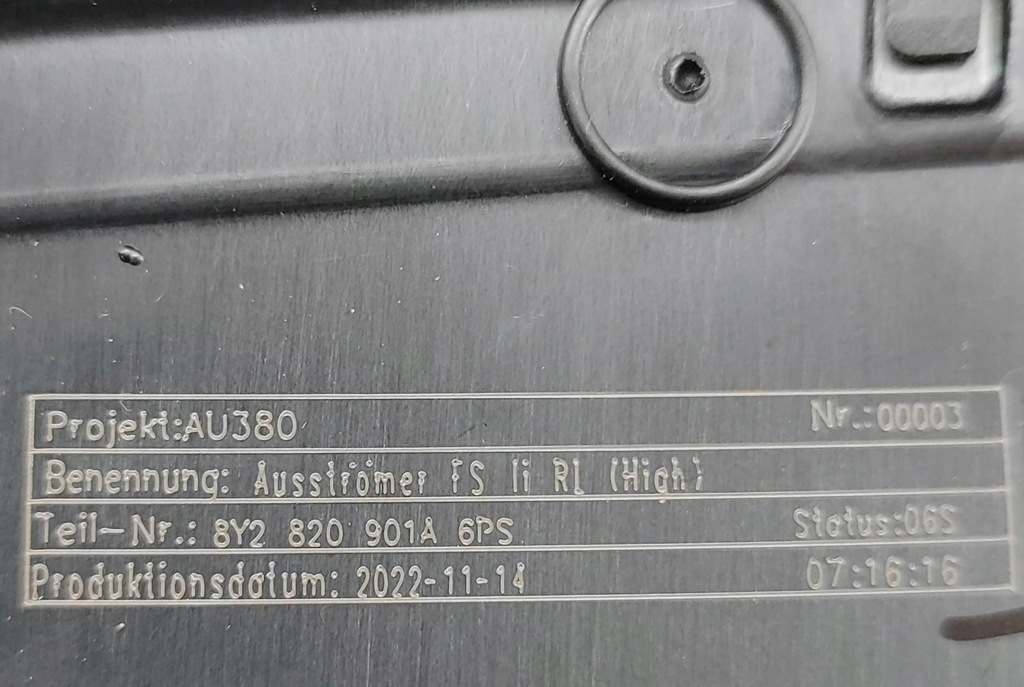 Projekt:AU380 Nr.:00003
Benennung: Ausströmer FS li RL (High)
Teil-Nr.: 8Y2 820 901A 6PS Status:06S
Produktionsdatum: 2022-11-14 07:16:16